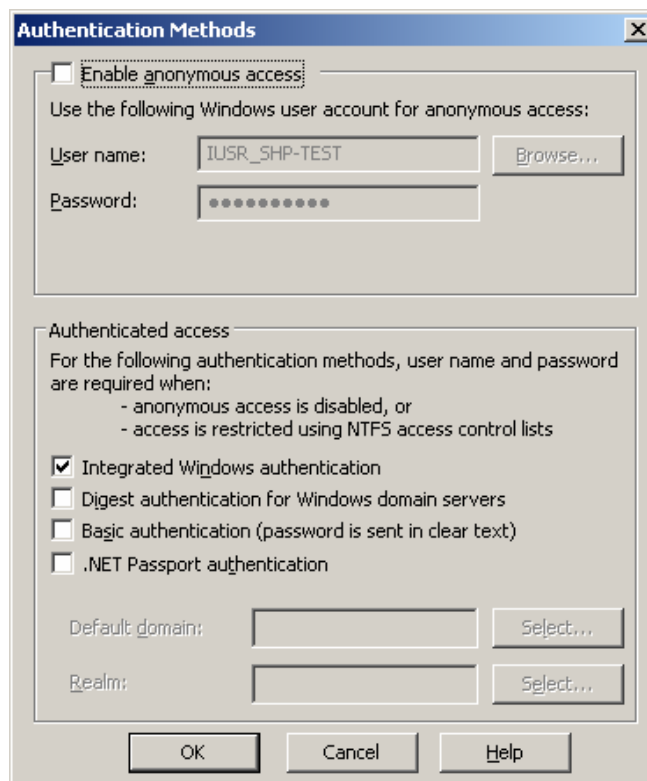 Authentication Methods
Enable anonymous access
Use the following Windows user account for anonymous access:
User name:
IUSR_SHP-TEST
Browse...
Password:
●●●●●●●●●●
Authenticated access
For the following authentication methods, user name and password
are required when:
- anonymous access is disabled, or
- access is restricted using NTFS access control lists
Integrated Windows authentication
Digest authentication for Windows domain servers
Basic authentication (password is sent in clear text)
.NET Passport authentication
Default domain:
Select...
Realm:
Select...
OK
Cancel
Help